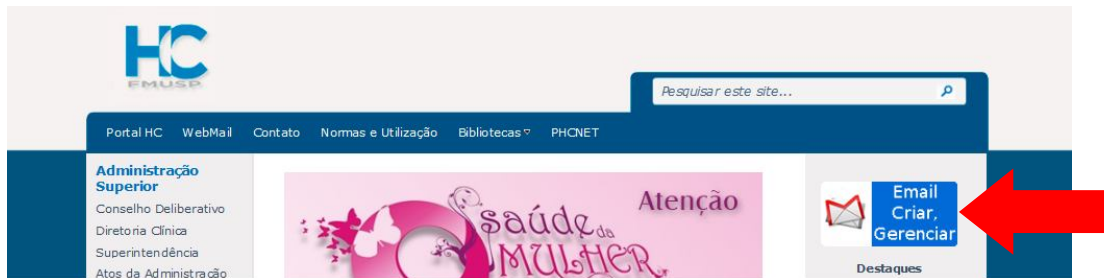 HC
FMUSP
Pesquisar este site...
Portal HC WebMail Contato Normas e Utilização Bibliotecas PHCNET
Administração
Superior
Conselho Deliberativo
Diretoria Clínica
Superintendência
Atos da Administração
Atenção
saúde da
MULHER
Email
Criar,
Gerenciar
Destaques